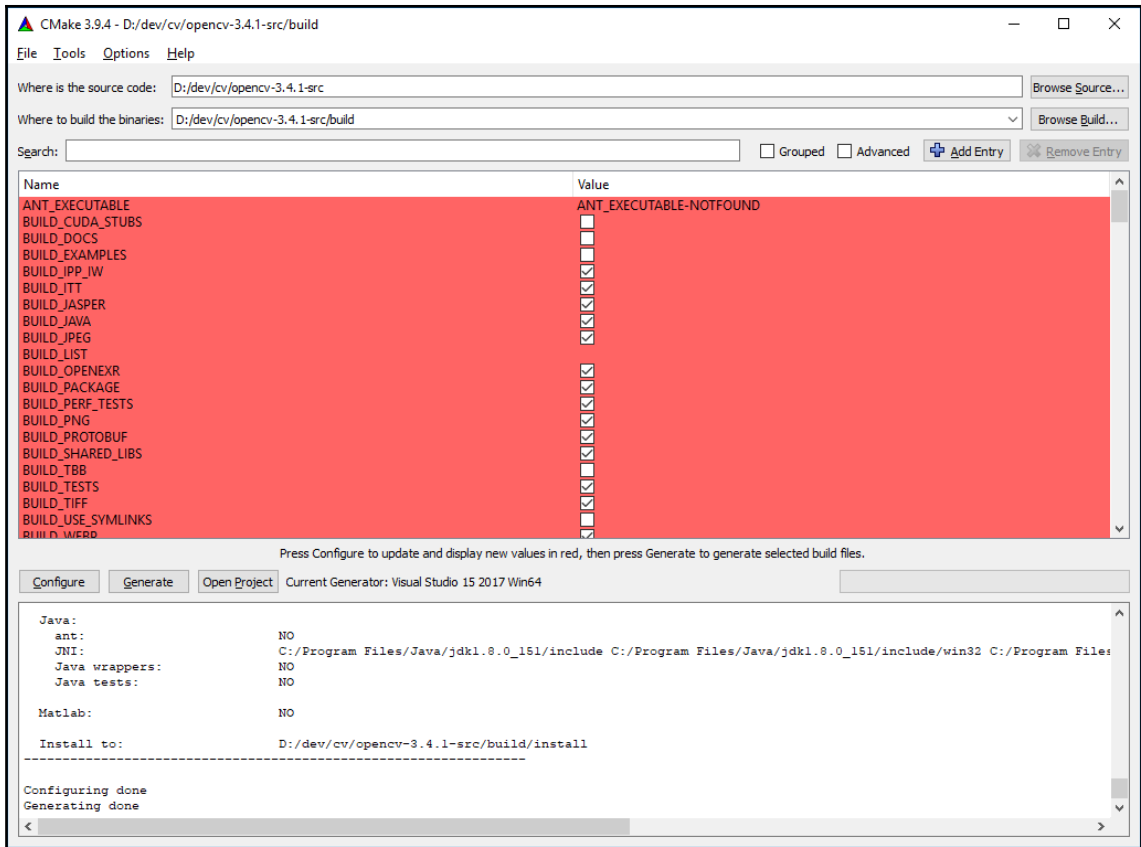 CMake 3.9.4 - D:/dev/cv/opencv-3.4.1-src/build
File Tools Options Help
Where is the source code: D:/dev/cv/opencv-3.4.1-src Browse Source...
Where to build the binaries: D:/dev/cv/opencv-3.4.1-src/build Browse Build...
Search: Grouped Advanced Add Entry Remove Entry
Name Value
ANT_EXECUTABLE ANT_EXECUTABLE-NOTFOUND
BUILD_CUDA_STUBS
BUILD_DOCS
BUILD_EXAMPLES
BUILD_IPP_IW
BUILD_ITT
BUILD_JASPER
BUILD_JAVA
BUILD_JPEG
BUILD_LIST
BUILD_OPENEXR
BUILD_PACKAGE
BUILD_PERF_TESTS
BUILD_PNG
BUILD_PROTOBUF
BUILD_SHARED_LIBS
BUILD_TBB
BUILD_TESTS
BUILD_TIFF
BUILD_USE_SYMLINKS
BUILD_WEBP
Press Configure to update and display new values in red, then press Generate to generate selected build files.
Configure Generate Open Project Current Generator: Visual Studio 15 2017 Win64
Java:
ant: NO
JNI: C:/Program Files/Java/jdk1.8.0_151/include C:/Program Files/Java/jdk1.8.0_151/include/win32 C:/Program Files
Java wrappers: NO
Java tests: NO
Matlab: NO
Install to: D:/dev/cv/opencv-3.4.1-src/build/install
-----------------------------------------------------------------
Configuring done
Generating done